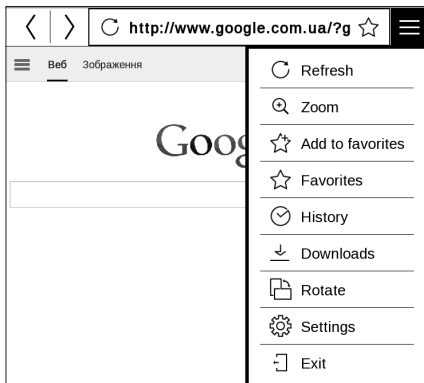 http://www.google.com.ua/?g
Веб Зображення
Goog
Refresh
Zoom
Add to favorites
Favorites
History
Downloads
Rotate
Settings
Exit